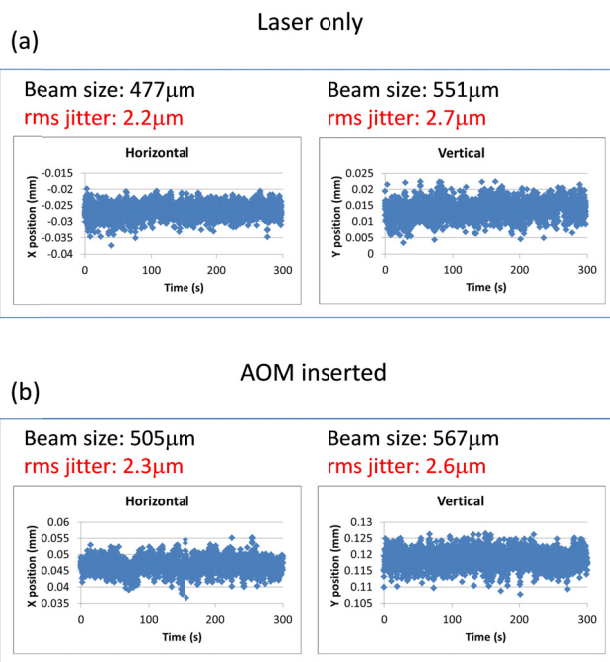 Laser only
(a)
Beam size: 477μm
rms jitter: 2.2μm
Horizontal
X position (mm)
-0.015
-0.02
-0.025
-0.03
-0.035
-0.04
0 100 200 300
Time (s)
Beam size: 551μm
rms jitter: 2.7μm
Vertical
Y position (mm)
0.025
0.02
0.015
0.01
0.005
0
0 100 200 300
Time (s)
AOM inserted
(b)
Beam size: 505μm
rms jitter: 2.3μm
Horizontal
X position (mm)
0.06
0.055
0.05
0.045
0.04
0.035
0 100 200 300
Time (s)
Beam size: 567μm
rms jitter: 2.6μm
Vertical
Y position (mm)
0.13
0.125
0.12
0.115
0.11
0.105
0 100 200 300
Time (s)